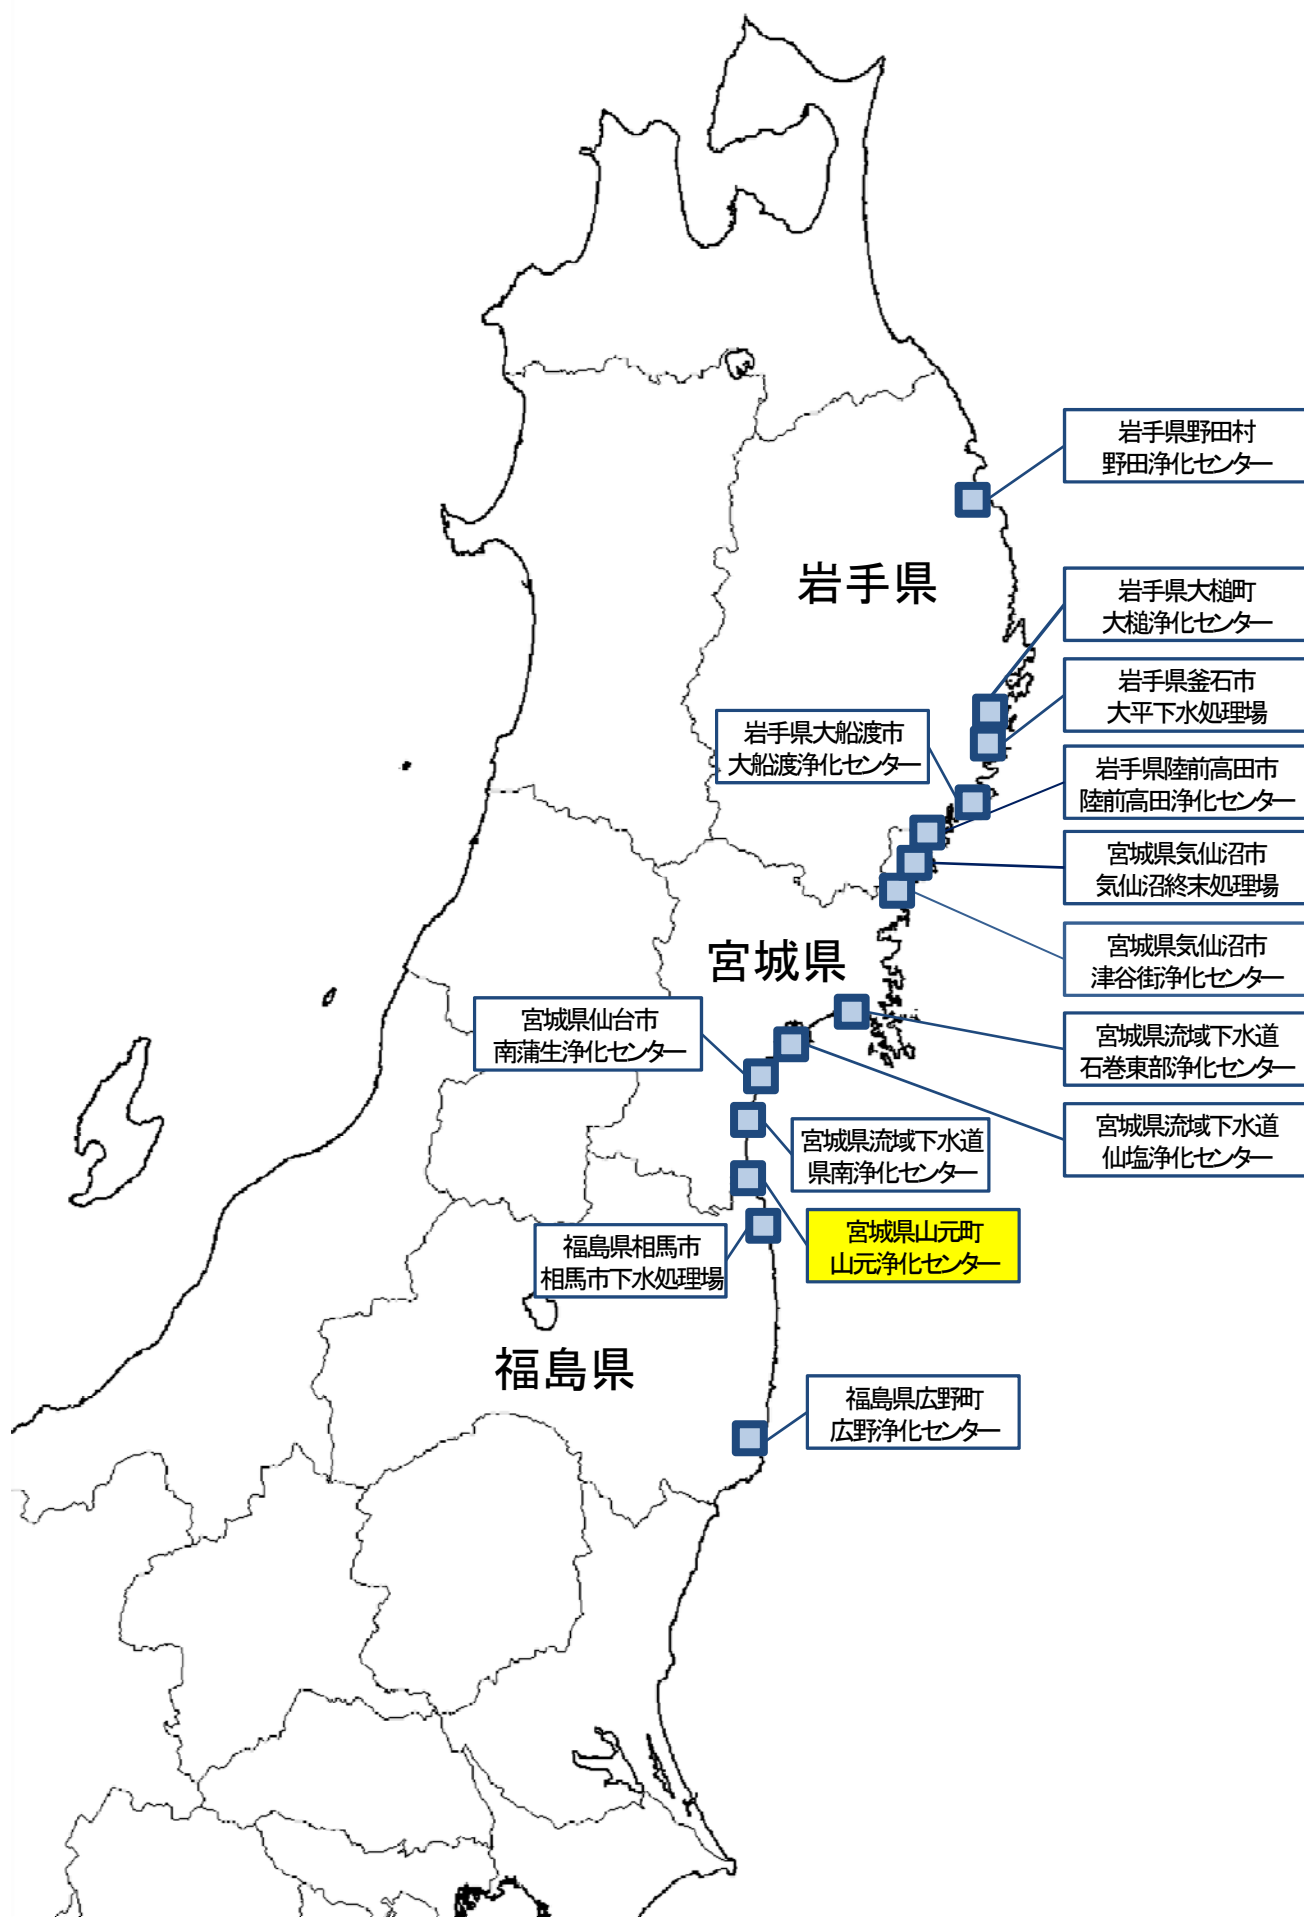 岩手県野田村
野田浄化センター
岩手県
岩手県大槌町
大槌浄化センター
岩手県釜石市
大平下水処理場
岩手県大船渡市
大船渡浄化センター
岩手県陸前高田市
陸前高田浄化センター
宮城県気仙沼市
気仙沼終末処理場
宮城県
宮城県気仙沼市
津谷街浄化センター
宮城県仙台市
南蒲生浄化センター
宮城県流域下水道
石巻東部浄化センター
宮城県流域下水道
仙塩浄化センター
宮城県流域下水道
県南浄化センター
宮城県山元町
山元浄化センター
福島県相馬市
相馬市下水処理場
福島県
福島県広野町
広野浄化センター